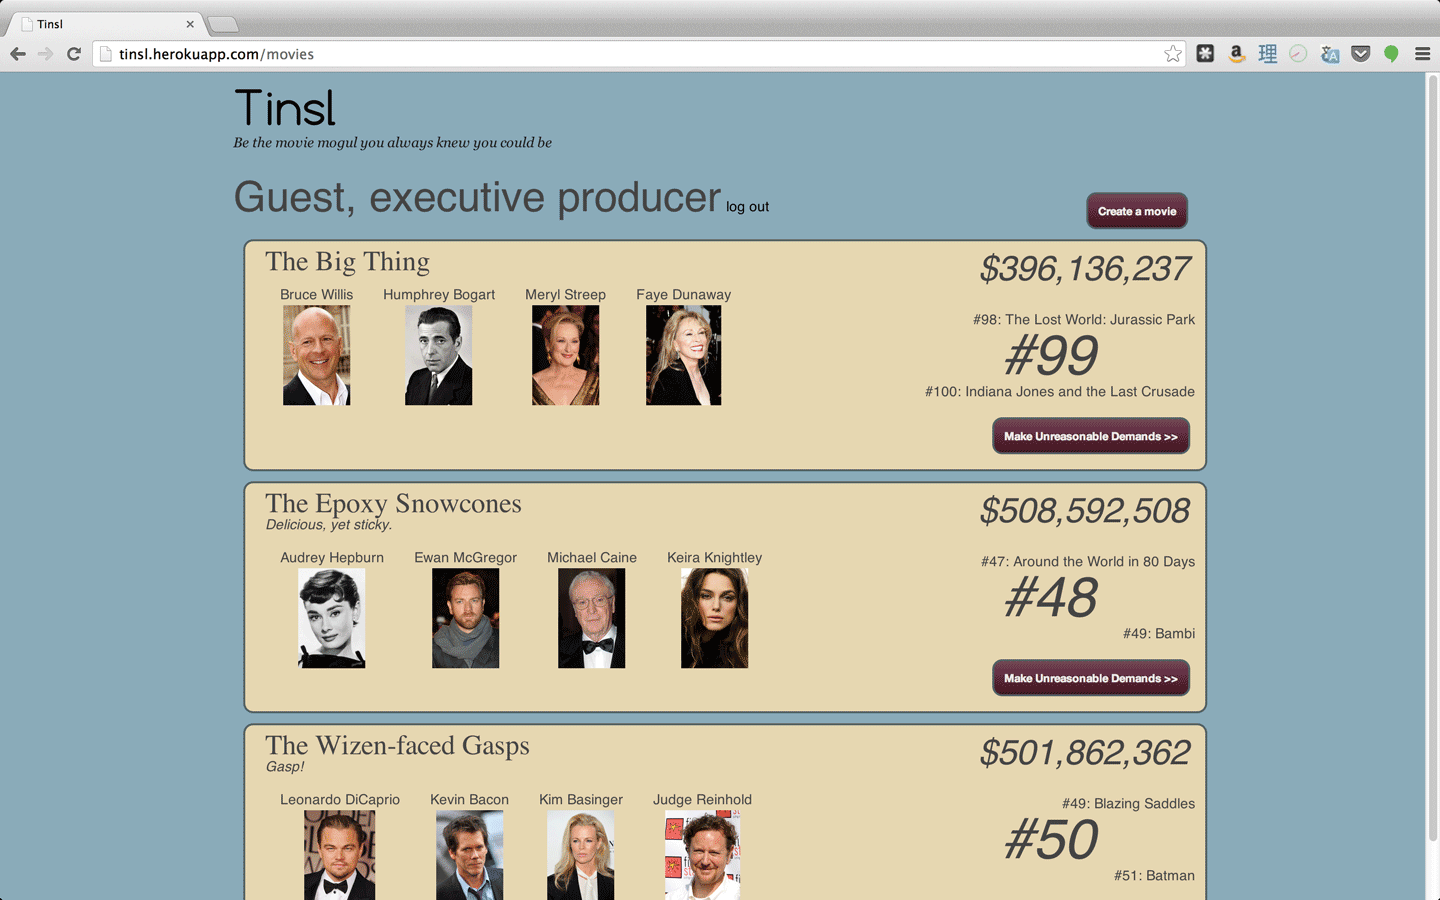 Tinsl
tinsl.herokuapp.com/movies
Tinsl
Be the movie mogul you always knew you could be
Guest, executive producer log out
Create a movie
The Big Thing
$396,136,237
Bruce Willis Humphrey Bogart Meryl Streep Faye Dunaway
#98: The Lost World: Jurassic Park
#99
#100: Indiana Jones and the Last Crusade
Make Unreasonable Demands >>
The Epoxy Snowcones
$508,592,508
Delicious, yet sticky.
Audrey Hepburn Ewan McGregor Michael Caine Keira Knightley
#47: Around the World in 80 Days
#48
#49: Bambi
Make Unreasonable Demands >>
The Wizen-faced Gasps
$501,862,362
Gasp!
Leonardo DiCaprio Kevin Bacon Kim Basinger Judge Reinhold
#49: Blazing Saddles
#50
#51: Batman